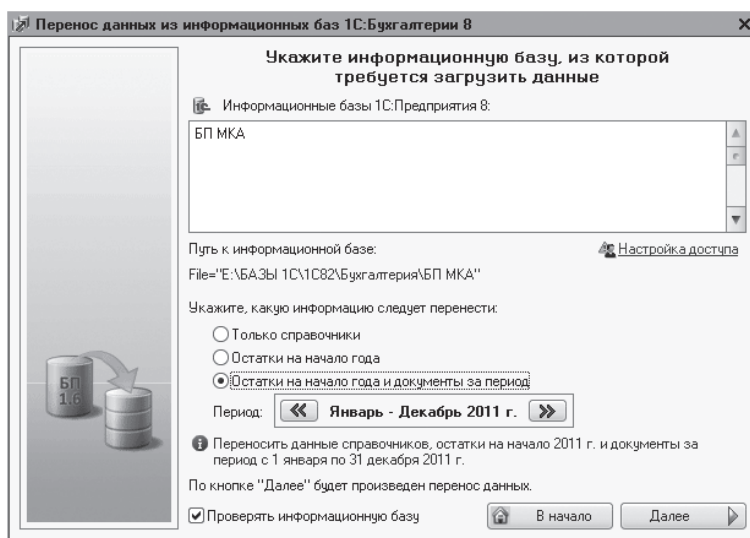 Перенос данных из информационных баз 1С:Бухгалтерии 8
Укажите информационную базу, из которой
требуется загрузить данные
Информационные базы 1С:Предприятия 8:
БП МКА
Путь к информационной базе:
Настройка доступа
File="E:\БАЗЫ 1С\1С82\Бухгалтерия\БП МКА"
Укажите, какую информацию следует перенести:
Только справочники
Остатки на начало года
Остатки на начало года и документы за период
Период: Январь - Декабрь 2011 г.
Переносить данные справочников, остатки на начало 2011 г. и документы за
период с 1 января по 31 декабря 2011 г.
По кнопке "Далее" будет произведен перенос данных.
Проверять информационную базу
В начало
Далее
БП
1.6